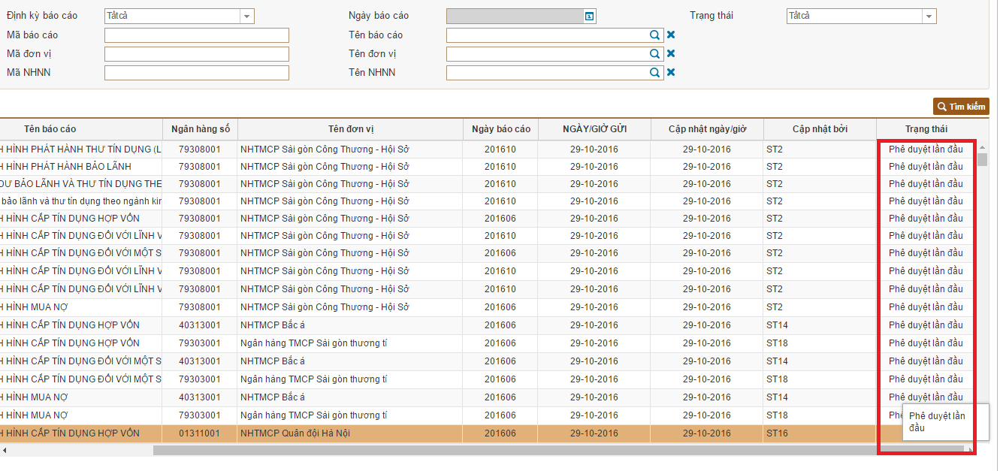 Định kỳ báo cáo Tất cả Ngày báo cáo Trạng thái Tất cả
Mã báo cáo Tên báo cáo
Mã đơn vị Tên đơn vị
Mã NHNN Tên NHNN
Tìm kiếm
Tên báo cáo Ngân hàng số Tên đơn vị Ngày báo cáo NGÀY/GIỜ GỬI Cập nhật ngày/giờ Cập nhật bởi Trạng thái
H HÌNH PHÁT HÀNH THƯ TÍN DỤNG (L 79308001 NHTMCP Sài gòn Công Thương - Hội Sở 201610 29-10-2016 29-10-2016 ST2 Phê duyệt lần đầu
H HÌNH PHÁT HÀNH BẢO LÃNH 79308001 NHTMCP Sài gòn Công Thương - Hội Sở 201610 29-10-2016 29-10-2016 ST2 Phê duyệt lần đầu
DƯ BẢO LÃNH VÀ THƯ TÍN DỤNG THE 79308001 NHTMCP Sài gòn Công Thương - Hội Sở 201610 29-10-2016 29-10-2016 ST2 Phê duyệt lần đầu
bảo lãnh và thư tín dụng theo ngành kin 79308001 NHTMCP Sài gòn Công Thương - Hội Sở 201610 29-10-2016 29-10-2016 ST2 Phê duyệt lần đầu
H HÌNH CẤP TÍN DỤNG HỢP VỐN 79308001 NHTMCP Sài gòn Công Thương - Hội Sở 201606 29-10-2016 29-10-2016 ST2 Phê duyệt lần đầu
H HÌNH CẤP TÍN DỤNG ĐỐI VỚI LĨNH V 79308001 NHTMCP Sài gòn Công Thương - Hội Sở 201610 29-10-2016 29-10-2016 ST2 Phê duyệt lần đầu
H HÌNH CẤP TÍN DỤNG ĐỐI VỚI MỘT S 79308001 NHTMCP Sài gòn Công Thương - Hội Sở 201606 29-10-2016 29-10-2016 ST2 Phê duyệt lần đầu
H HÌNH CẤP TÍN DỤNG ĐỐI VỚI LĨNH V 79308001 NHTMCP Sài gòn Công Thương - Hội Sở 201610 29-10-2016 29-10-2016 ST2 Phê duyệt lần đầu
H HÌNH CẤP TÍN DỤNG ĐỐI VỚI LĨNH V 79308001 NHTMCP Sài gòn Công Thương - Hội Sở 201610 29-10-2016 29-10-2016 ST2 Phê duyệt lần đầu
H HÌNH MUA NỢ 79308001 NHTMCP Sài gòn Công Thương - Hội Sở 201606 29-10-2016 29-10-2016 ST2 Phê duyệt lần đầu
H HÌNH CẤP TÍN DỤNG HỢP VỐN 40313001 NHTMCP Bắc á 201606 29-10-2016 29-10-2016 ST14 Phê duyệt lần đầu
H HÌNH CẤP TÍN DỤNG HỢP VỐN 79303001 Ngân hàng TMCP Sài gòn thương tí 201606 29-10-2016 29-10-2016 ST18 Phê duyệt lần đầu
H HÌNH CẤP TÍN DỤNG ĐỐI VỚI MỘT S 40313001 NHTMCP Bắc á 201606 29-10-2016 29-10-2016 ST14 Phê duyệt lần đầu
H HÌNH CẤP TÍN DỤNG ĐỐI VỚI MỘT S 79303001 Ngân hàng TMCP Sài gòn thương tí 201606 29-10-2016 29-10-2016 ST18 Phê duyệt lần đầu
H HÌNH MUA NỢ 40313001 NHTMCP Bắc á 201606 29-10-2016 29-10-2016 ST14 Phê duyệt lần đầu
H HÌNH MUA NỢ 79303001 Ngân hàng TMCP Sài gòn thương tí 201606 29-10-2016 29-10-2016 ST18 Phê
Phê duyệt lần
đầu
H HÌNH CẤP TÍN DỤNG HỢP VỐN 01311001 NHTMCP Quân đội Hà Nội 201606 29-10-2016 29-10-2016 ST16